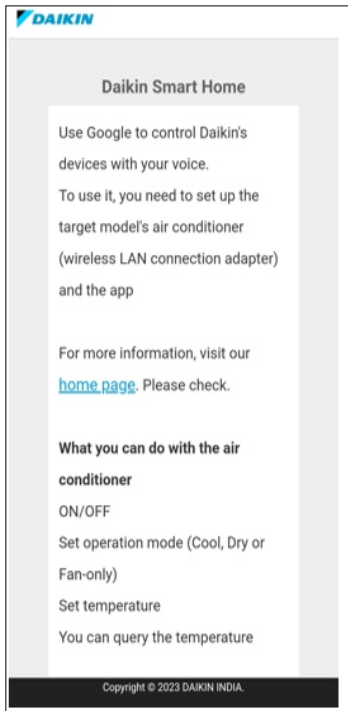 DAIKIN
Daikin Smart Home
Use Google to control Daikin's
devices with your voice.
To use it, you need to set up the
target model's air conditioner
(wireless LAN connection adapter)
and the app
For more information, visit our
home page. Please check.
What you can do with the air
conditioner
ON/OFF
Set operation mode (Cool, Dry or
Fan-only)
Set temperature
You can query the temperature
Copyright © 2023 DAIKIN INDIA.